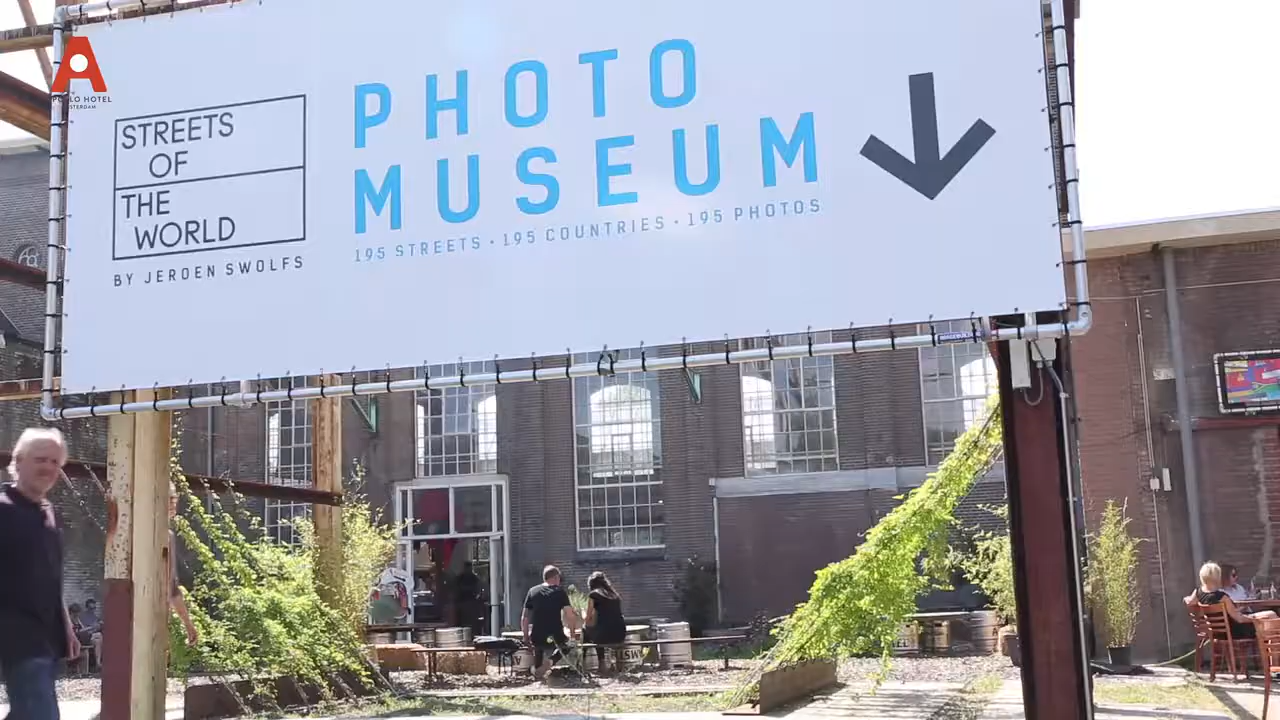 A
STREETS
OF
THE
WORLD
BY JEROEN SWOLFS
PHOTO
MUSEUM
195 STREETS · 195 COUNTRIES · 195 PHOTOS